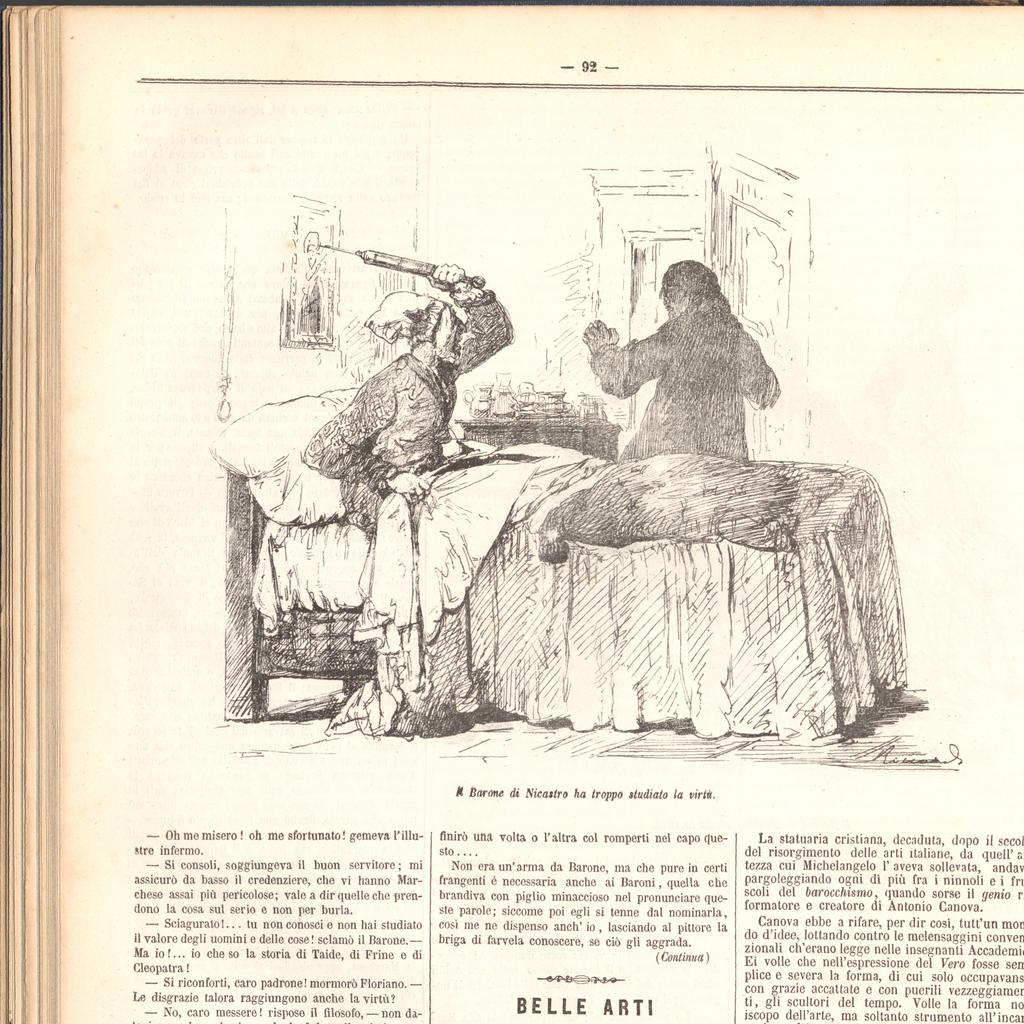 — 92 —
Il Barone di Nicastro ha troppo studiato la virtù.
— Oh me misero! oh me sfortunato! gemeva l'illu-
stre infermo.
— Si consoli, soggiungeva il buon servitore; mi
assicurò da basso il credenziere, che vi hanno Mar-
chese assai più pericolose; vale a dir quelle che pren-
dono la cosa sul serio e non per burla.
— Sciagurato!... tu non conosci e non hai studiato
il valore degli uomini e delle cose! sclamò il Barone.—
Ma io!... io che so la storia di Taide, di Frine e di
Cleopatra!
— Si riconforti, caro padrone! mormorò Floriano. —
Le disgrazie talora raggiungono anche la virtù?
— No, caro messere! rispose il filosofo, — non da-
finirò una volta o l'altra col romperti nel capo que-
sto....
Non era un'arma da Barone, ma che pure in certi
frangenti è necessaria anche ai Baroni, quella che
brandiva con piglio minaccioso nel pronunciare que-
ste parole; siccome poi egli si tenne dal nominarla,
così me ne dispenso anch'io, lasciando al pittore la
briga di farvela conoscere, se ciò gli aggrada.
(Continua)
BELLE ARTI
La statuaria cristiana, decaduta, dopo il secol
del risorgimento delle arti italiane, da quell'a
tezza cui Michelangelo l'aveva sollevata, andav
pargoleggiando ogni di più fra i ninnoli e i fru
scoli del barocchismo, quando sorse il genio r
formatore e creatore di Antonio Canova.
Canova ebbe a rifare, per dir così, tutt'un mon
do d'idee, lottando contro le melensaggini conven
zionali ch'erano legge nelle insegnanti Accademie
Ei volle che nell'espressione del Vero fosse sem
plice e severa la forma, di cui solo occupavans
con grazie accattate e con puerili vezzeggiamen
ti, gli scultori del tempo. Volle la forma no
iscopo dell'arte, ma soltanto strumento all'incar